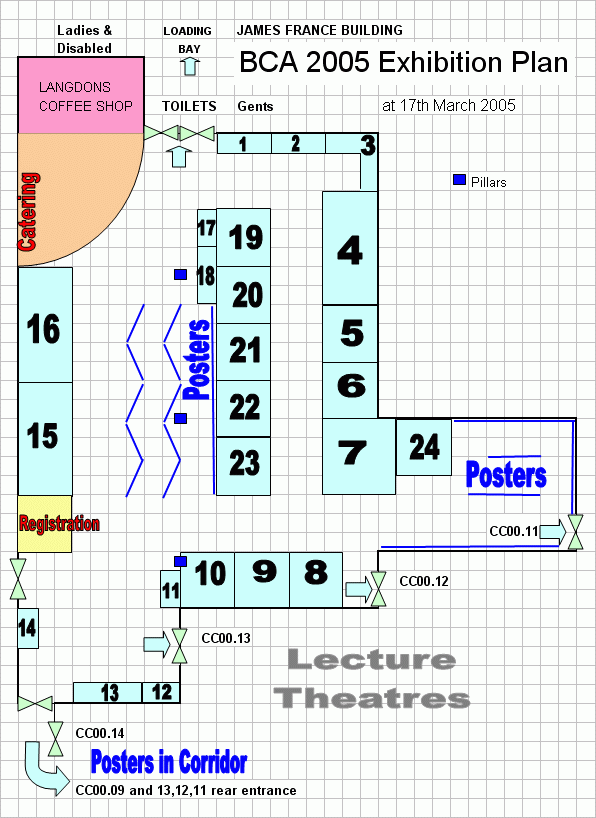 Ladies &
Disabled
LOADING
BAY
JAMES FRANCE BUILDING
BCA 2005 Exhibition Plan
LANGDONS
COFFEE SHOP
TOILETS
Gents
at 17th March 2005
1
2
3
Pillars
Catering
17
18
19
4
20
16
Posters
21
5
22
6
15
23
7
24
Posters
Registration
CC00.11
10
9
8
11
CC00.12
14
CC00.13
Lecture
Theatres
13
12
CC00.14
Posters in Corridor
CC00.09 and 13,12,11 rear entrance